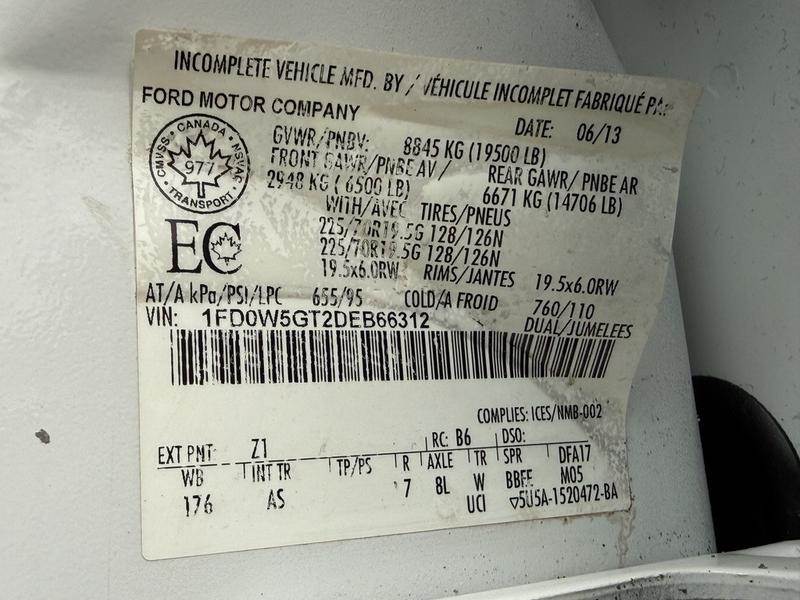 INCOMPLETE VEHICLE MFD. BY / VÉHICULE INCOMPLET FABRIQUÉ PAR
FORD MOTOR COMPANY
DATE: 06/13
CMVSS · CANADA · NSVAC
977
· TRANSPORT ·
GVWR/PNBV: 8845 KG (19500 LB)
FRONT GAWR/PNBE AV / REAR GAWR/ PNBE AR
2948 KG ( 6500 LB) 6671 KG (14706 LB)
WITH/AVEC TIRES/PNEUS
225/70R19.5G 128/126N
225/70R19.5G 128/126N
EC
19.5x6.0RW RIMS/JANTES 19.5x6.0RW
AT/A kPa/PSI/LPC 655/95 COLD/A FROID 760/110
VIN: 1FD0W5GT2DEB66312 DUAL/JUMELEES
COMPLIES: ICES/NMB-002
EXT PNT: Z1 RC: B6 DSO:
WB INT TR TP/PS R AXLE TR SPR DFA17
176 AS 7 8L W BBFF M05
UCI ▽5U5A-1520472-BA